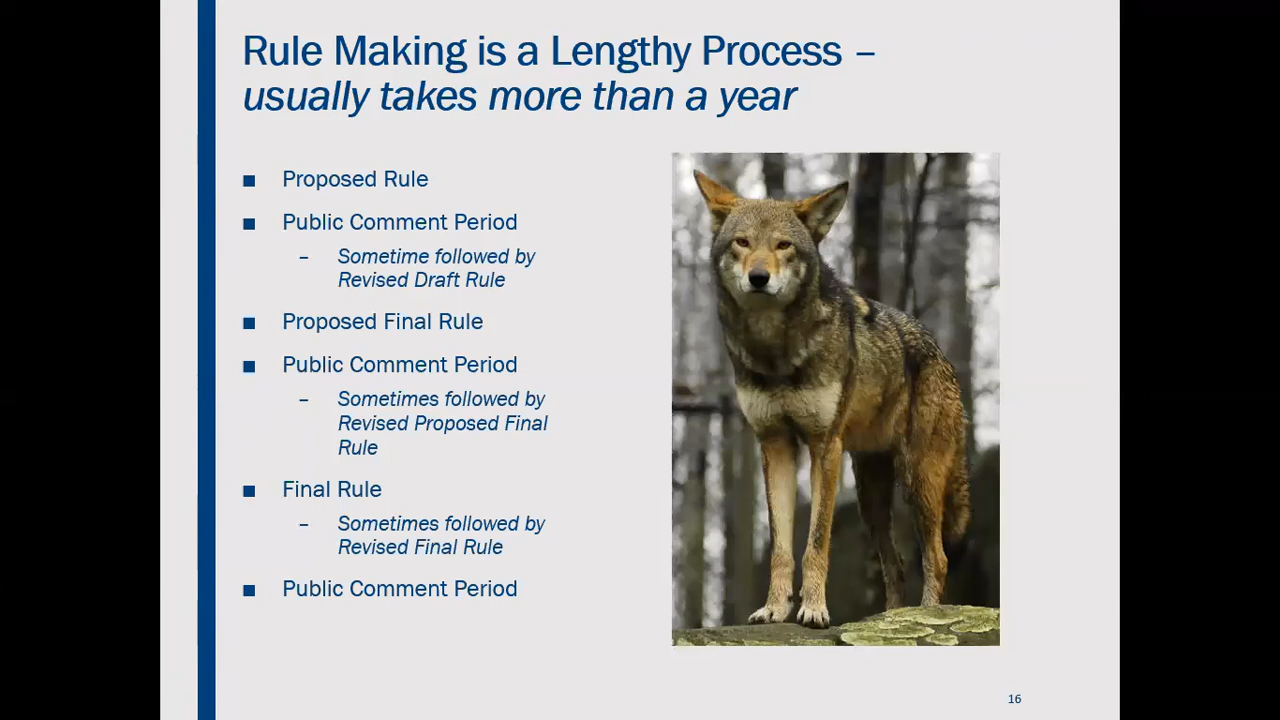 Rule Making is a Lengthy Process –
usually takes more than a year
■ Proposed Rule
■ Public Comment Period
– Sometime followed by
Revised Draft Rule
■ Proposed Final Rule
■ Public Comment Period
– Sometimes followed by
Revised Proposed Final
Rule
■ Final Rule
– Sometimes followed by
Revised Final Rule
■ Public Comment Period
16